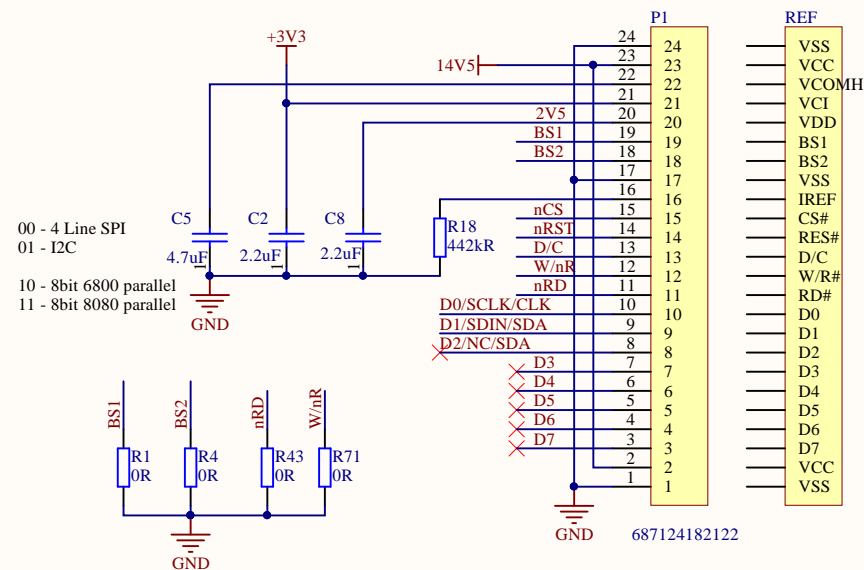 P1
REF
+3V3
14V5
2V5
BS1
BS2
nCS
nRST
D/C
W/nR
nRD
D0/SCLK/CLK
D1/SDIN/SDA
D2/NC/SDA
D3
D4
D5
D6
D7
24 24 VSS
23 23 VCC
22 22 VCOMH
21 21 VCI
20 20 VDD
19 19 BS1
18 18 BS2
17 17 VSS
16 16 IREF
15 15 CS#
14 14 RES#
13 13 D/C
12 12 W/R#
11 11 RD#
10 10 D0
9 9 D1
8 8 D2
7 7 D3
6 6 D4
5 5 D5
4 4 D6
3 3 D7
2 2 VCC
1 1 VSS
C5
4.7uF
1
C2
2.2uF
1
C8
2.2uF
1
R18
442kR
GND
00 - 4 Line SPI
01 - I2C
10 - 8bit 6800 parallel
11 - 8bit 8080 parallel
BS1
BS2
nRD
W/nR
R1
0R
R4
0R
R43
0R
R71
0R
GND
GND
687124182122